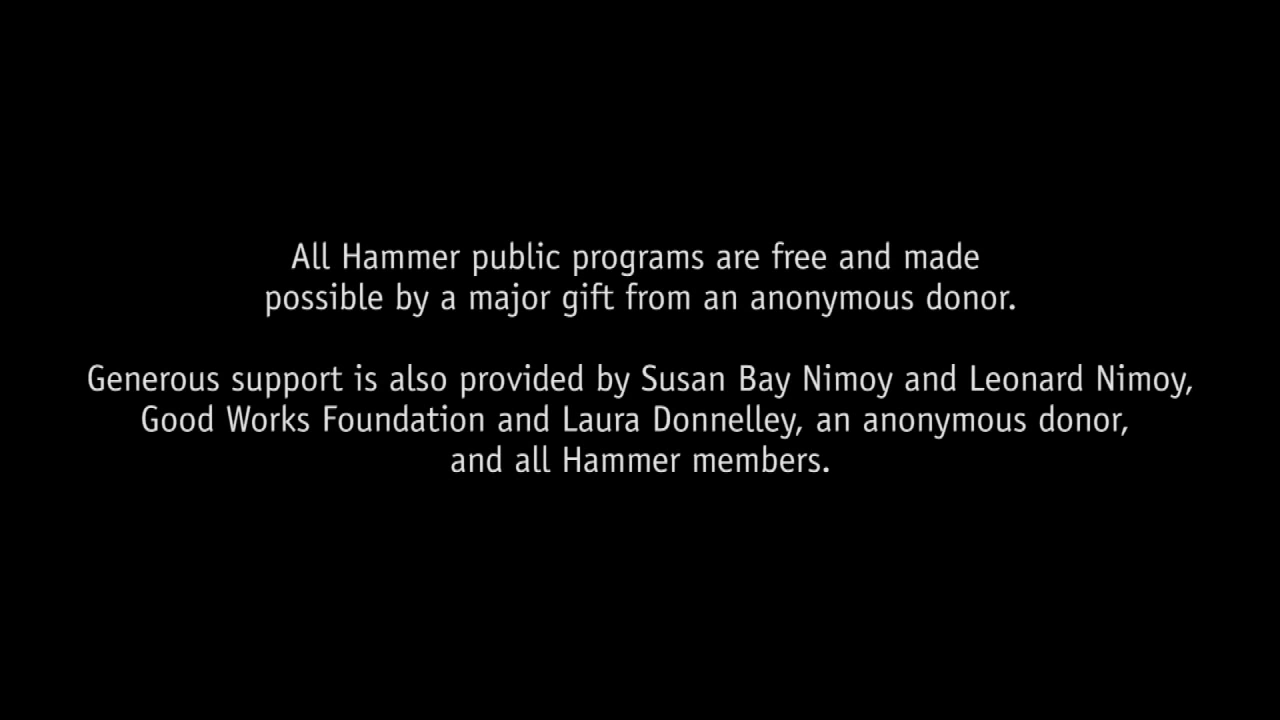 All Hammer public programs are free and made
possible by a major gift from an anonymous donor.
Generous support is also provided by Susan Bay Nimoy and Leonard Nimoy,
Good Works Foundation and Laura Donnelley, an anonymous donor,
and all Hammer members.